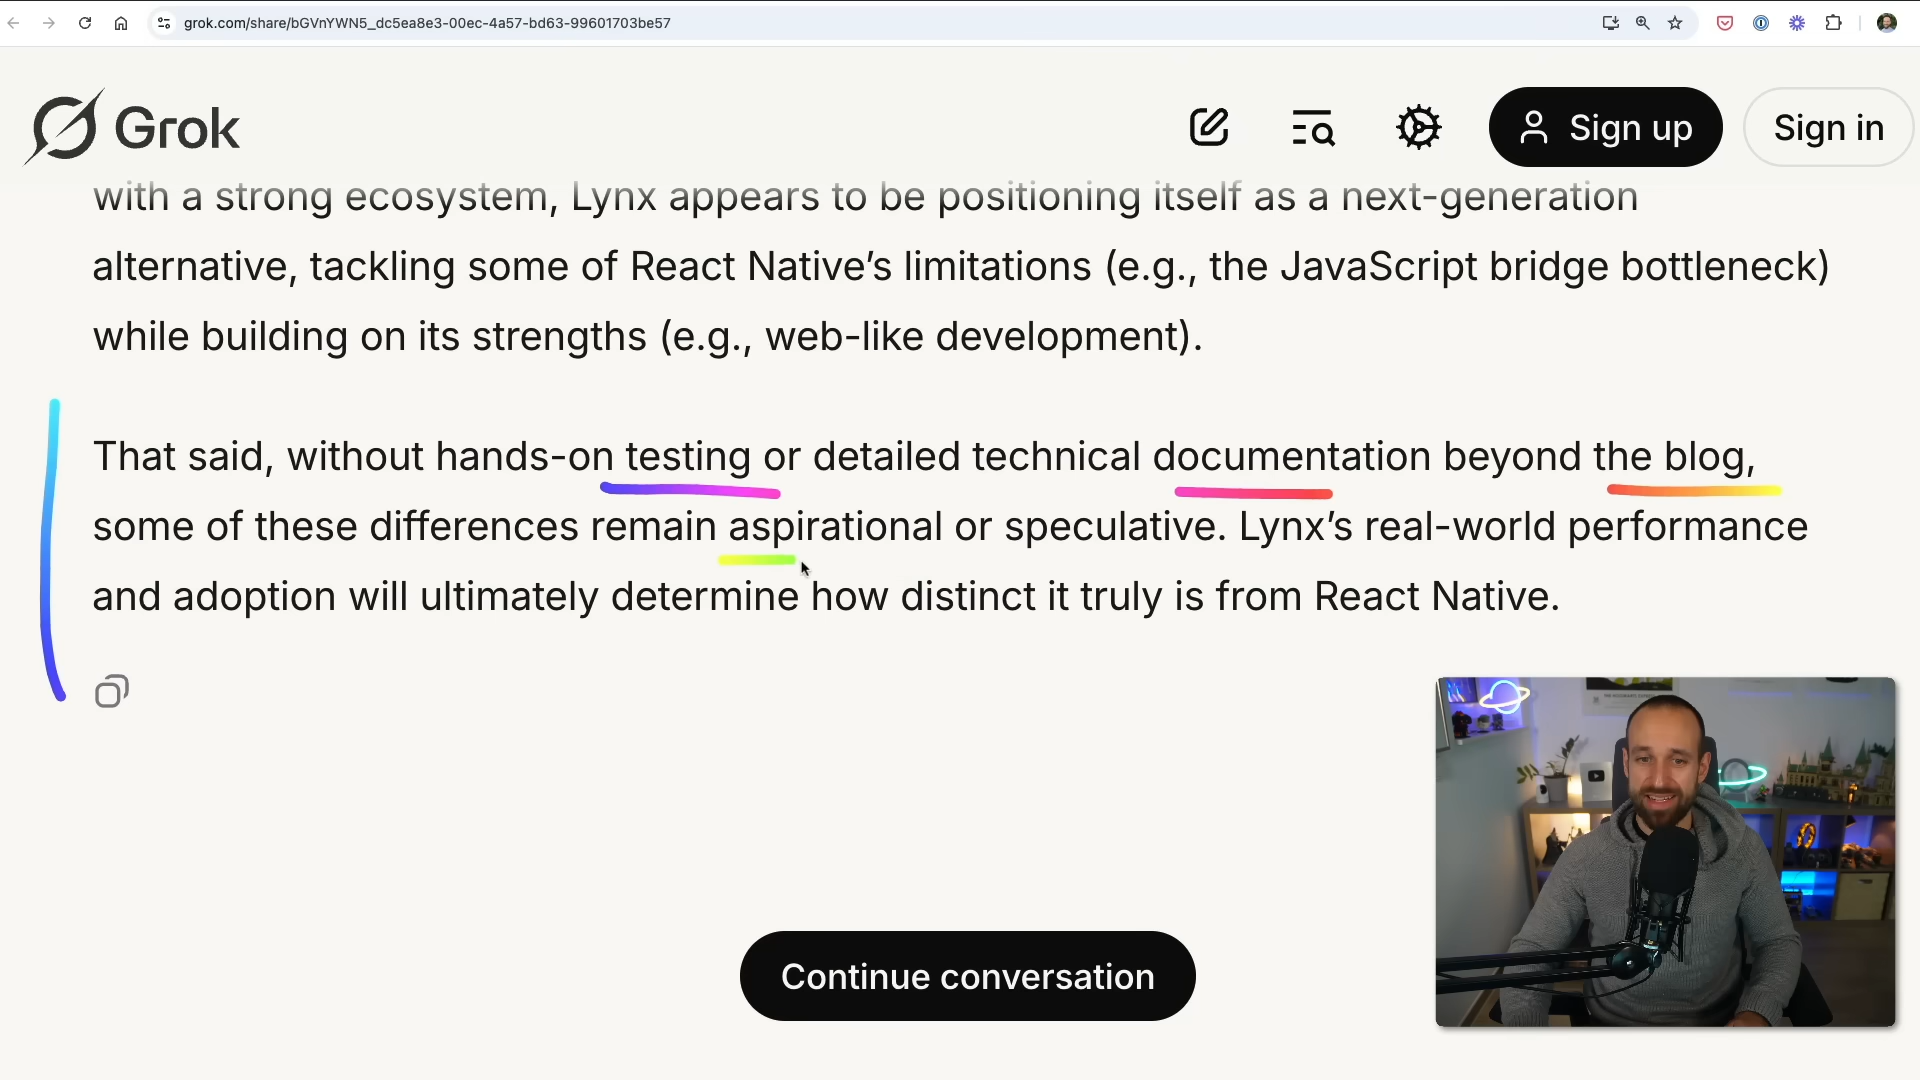 grok.com/share/bGVnYWN5_dc5ea8e3-00ec-4a57-bd63-99601703be57
Grok
Sign up
Sign in
with a strong ecosystem, Lynx appears to be positioning itself as a next-generation
alternative, tackling some of React Native’s limitations (e.g., the JavaScript bridge bottleneck)
while building on its strengths (e.g., web-like development).
That said, without hands-on testing or detailed technical documentation beyond the blog,
some of these differences remain aspirational or speculative. Lynx’s real-world performance
and adoption will ultimately determine how distinct it truly is from React Native.
Continue conversation